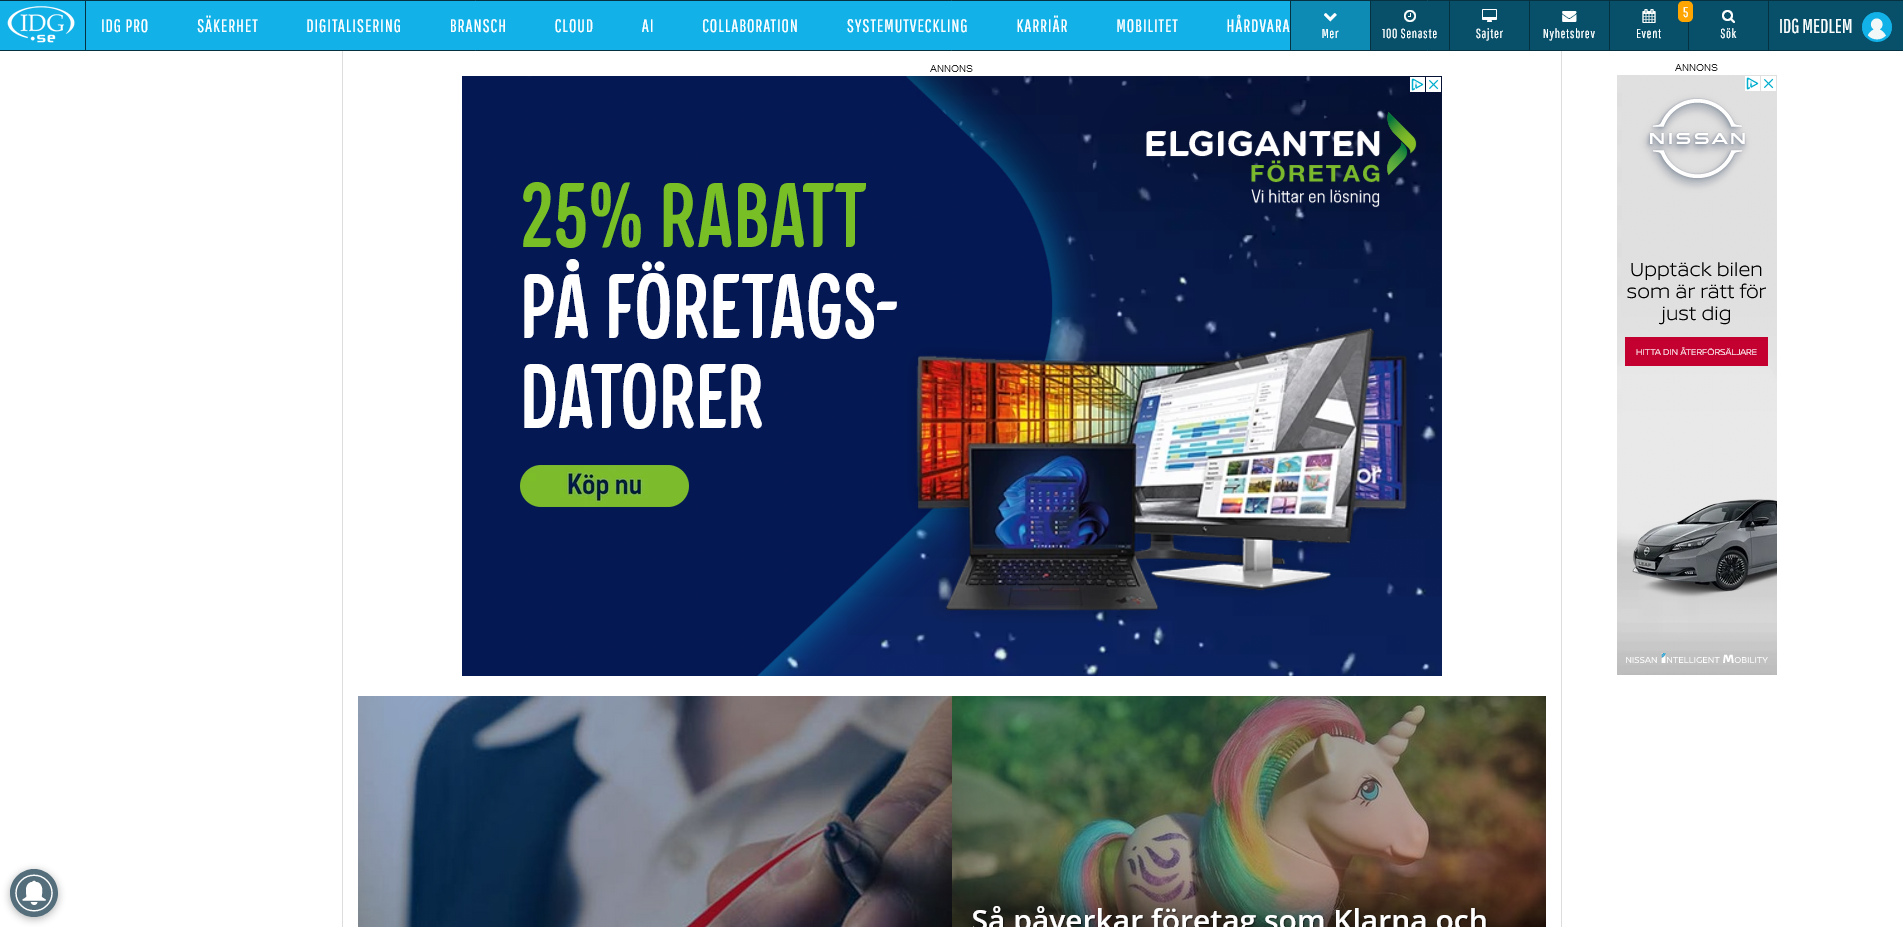 IDG
.se
IDG PRO
SÄKERHET
DIGITALISERING
BRANSCH
CLOUD
AI
COLLABORATION
SYSTEMUTVECKLING
KARRIÄR
MOBILITET
HÅRDVARA
Mer
100 Senaste
Sajter
Nyhetsbrev
5
Event
Sök
IDG MEDLEM
ANNONS
ELGIGANTEN
FÖRETAG
Vi hittar en lösning
25% RABATT
PÅ FÖRETAGS-
DATORER
Köp nu
ANNONS
NISSAN
Upptäck bilen
som är rätt för
just dig
HITTA DIN ÅTERFÖRSÄLJARE
NISSAN INTELLIGENT MOBILITY
Så påverkar företag som Klarna och